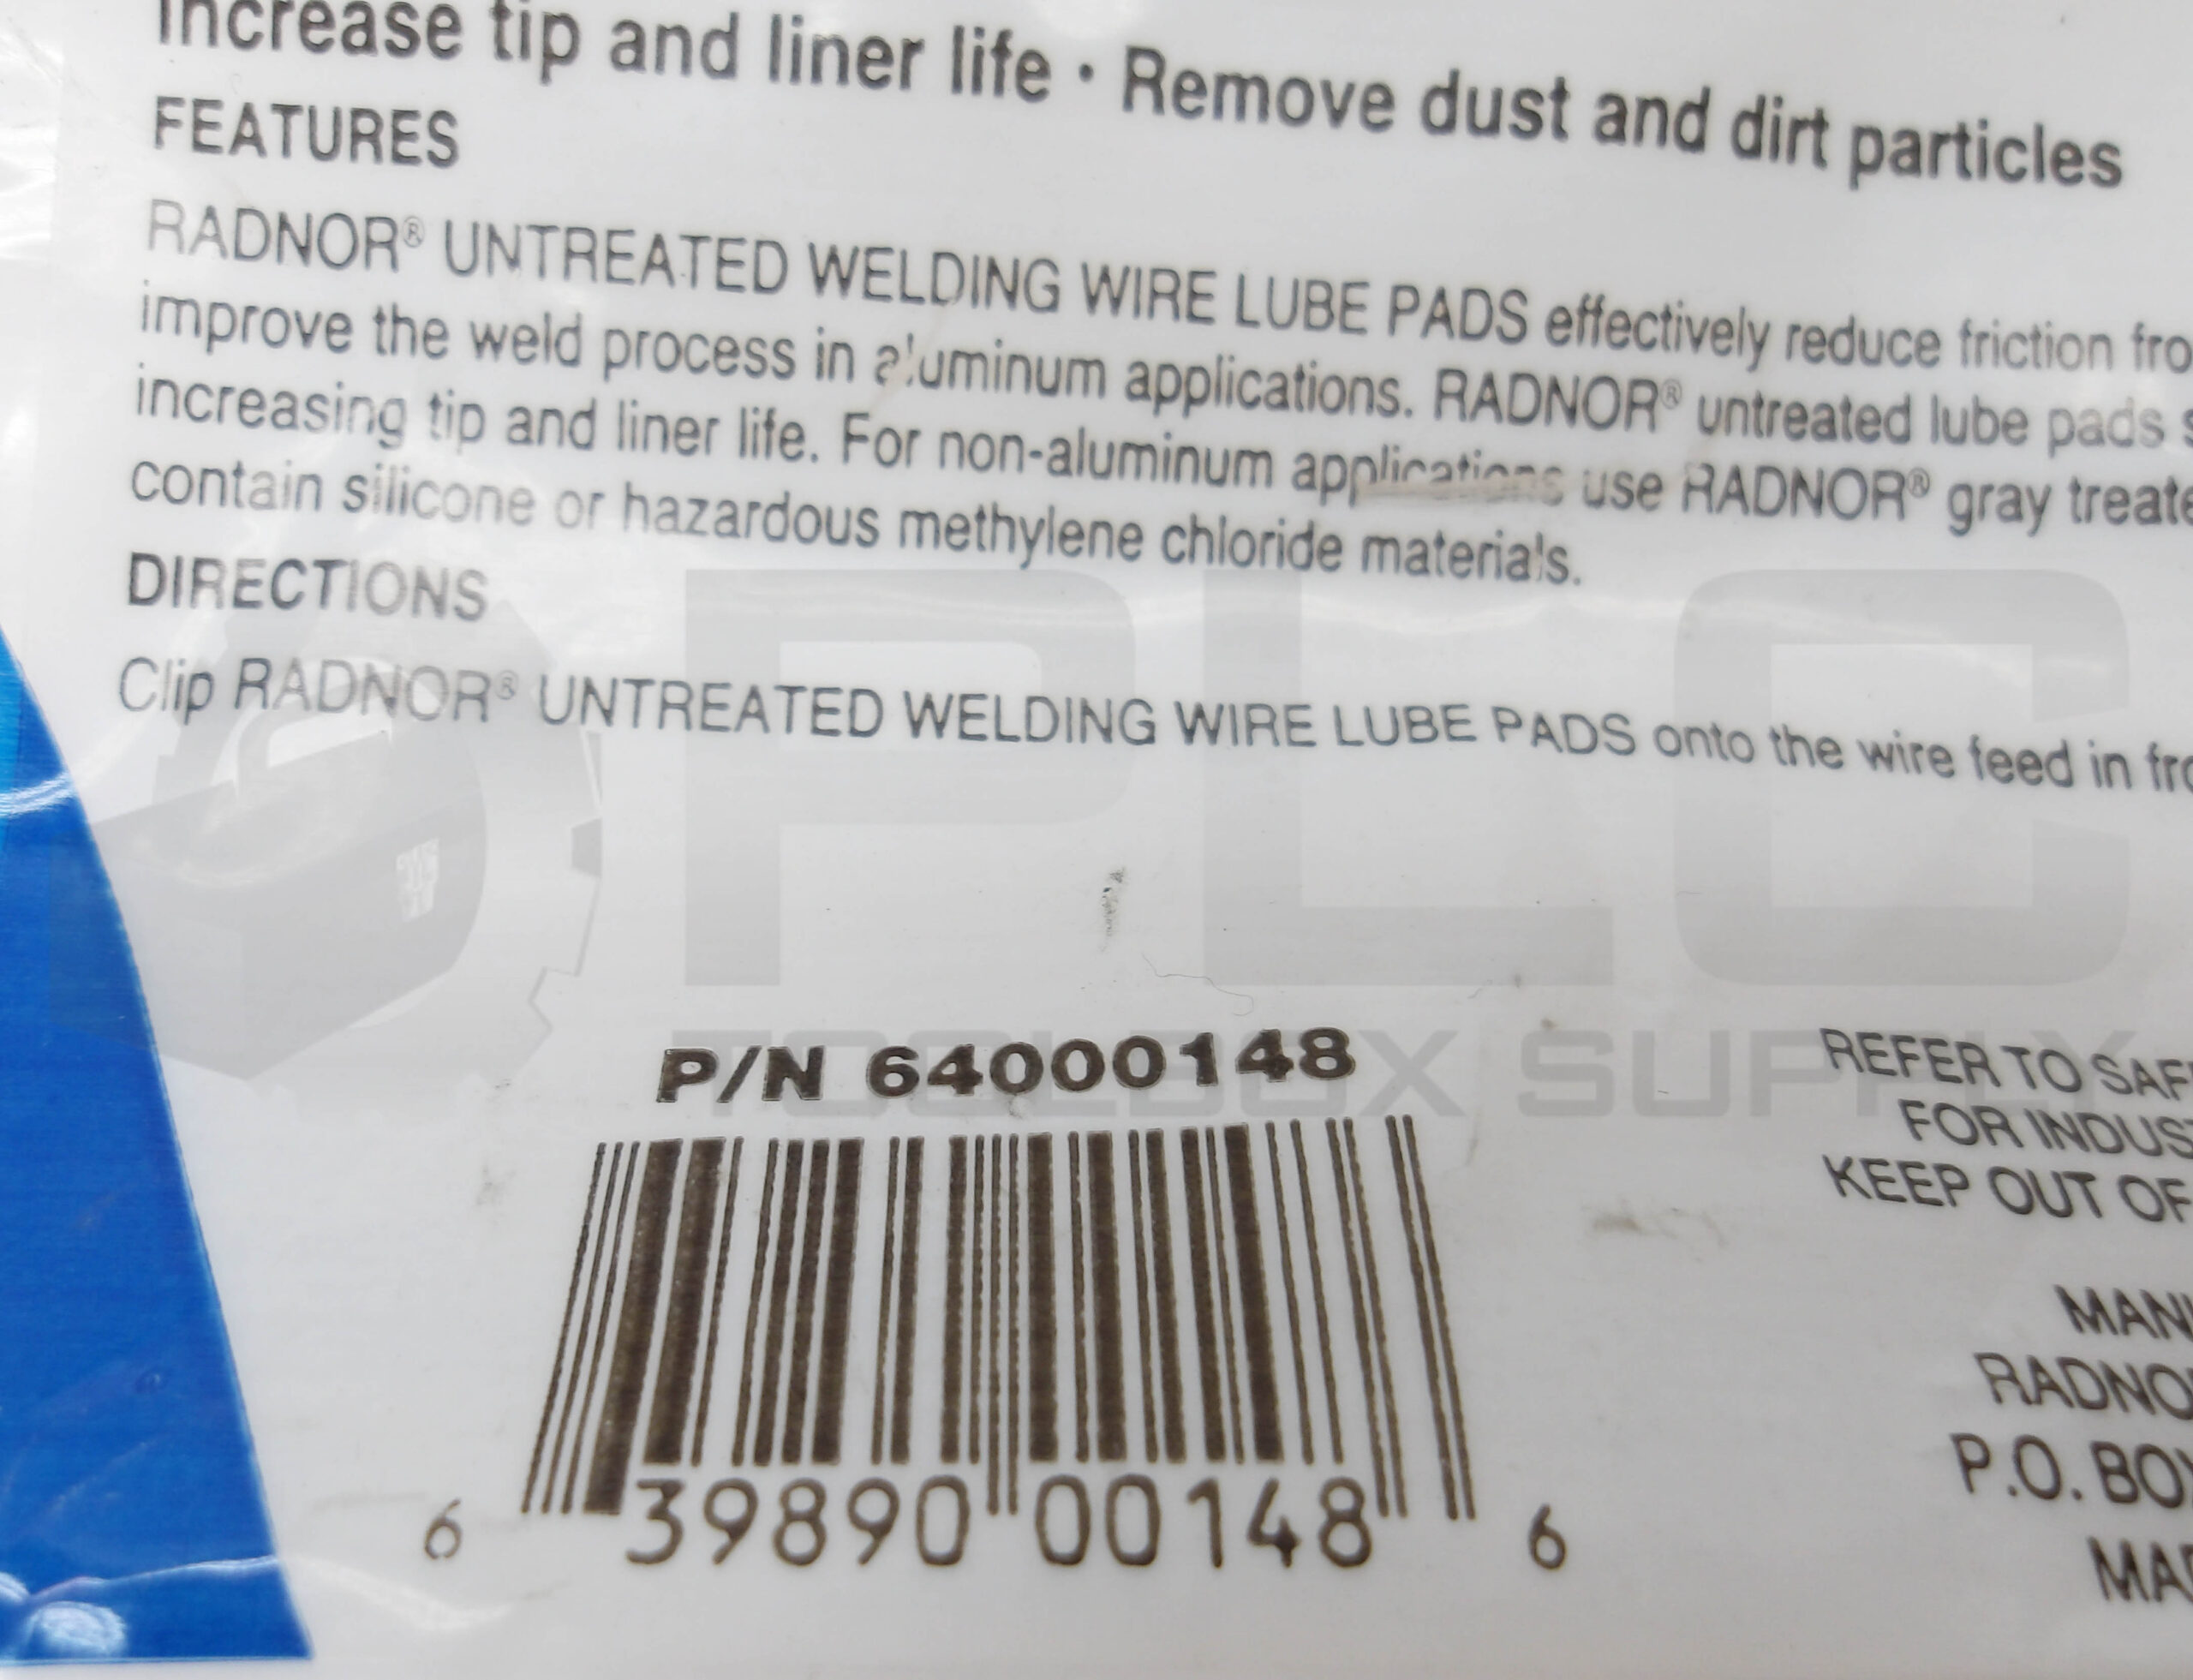 Increase tip and liner life · Remove dust and dirt particles
FEATURES
RADNOR® UNTREATED WELDING WIRE LUBE PADS effectively reduce friction fro
improve the weld process in aluminum applications. RADNOR® untreated lube pads s
increasing tip and liner life. For non-aluminum applications use RADNOR® gray treate
contain silicone or hazardous methylene chloride materials.
DIRECTIONS
Clip RADNOR® UNTREATED WELDING WIRE LUBE PADS onto the wire feed in fro
PLC
TOOLBOX SUPPLY
P/N 64000148
REFER TO SAF
FOR INDUS
KEEP OUT OF
MAN
RADNO
P.O. BOX
MA
6 39890 00148 6